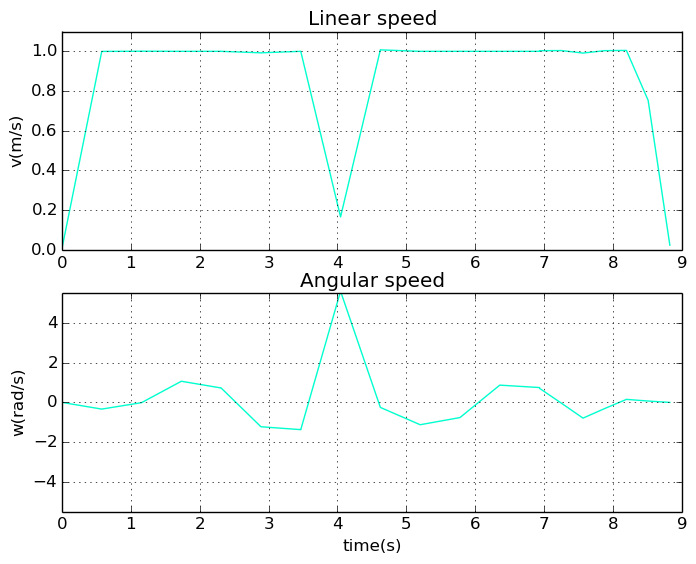 Linear speed
1.0
0.8
0.6
0.4
0.2
0.0
v(m/s)
0 1 2 3 4 5 6 7 8 9
Angular speed
4
2
0
−2
−4
w(rad/s)
0 1 2 3 4 5 6 7 8 9
time(s)